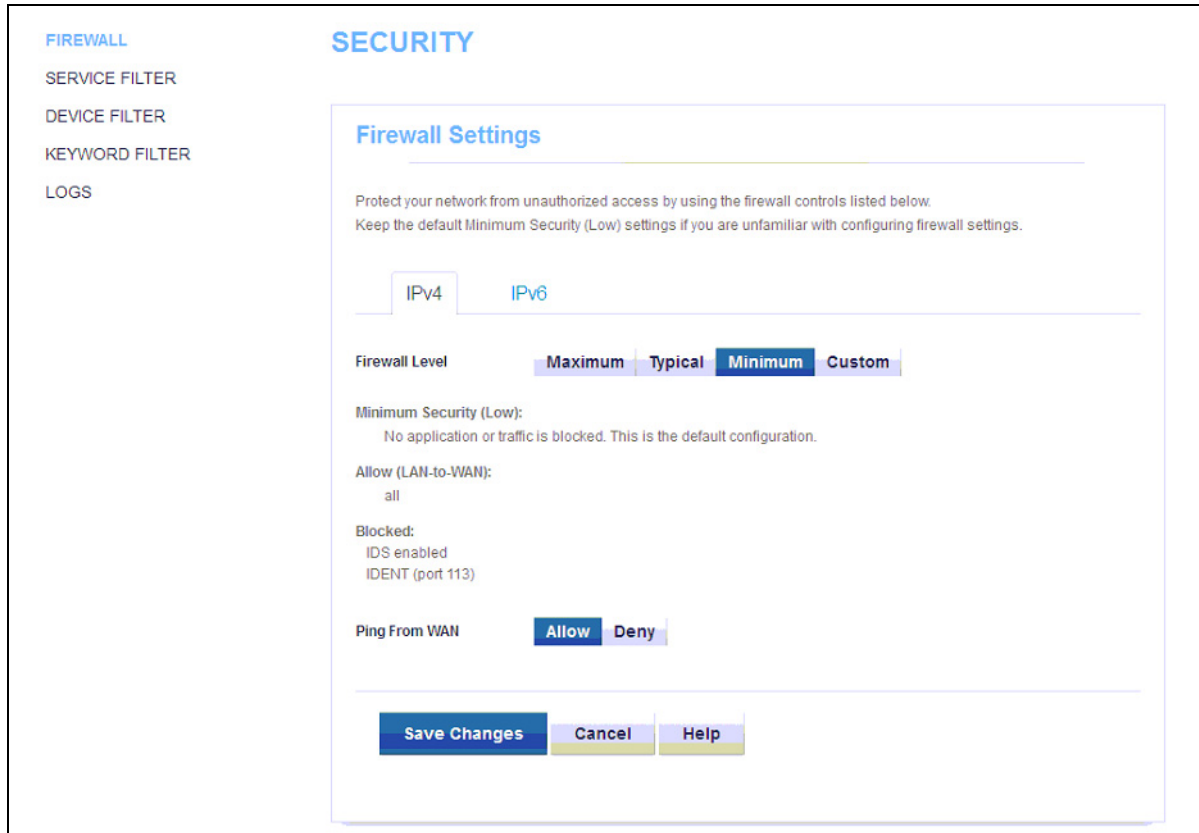 FIREWALL
SERVICE FILTER
DEVICE FILTER
KEYWORD FILTER
LOGS
SECURITY
Firewall Settings
Protect your network from unauthorized access by using the firewall controls listed below.
Keep the default Minimum Security (Low) settings if you are unfamiliar with configuring firewall settings.
IPv4 IPv6
Firewall Level Maximum Typical Minimum Custom
Minimum Security (Low):
No application or traffic is blocked. This is the default configuration.
Allow (LAN-to-WAN):
all
Blocked:
IDS enabled
IDENT (port 113)
Ping From WAN Allow Deny
Save Changes Cancel Help